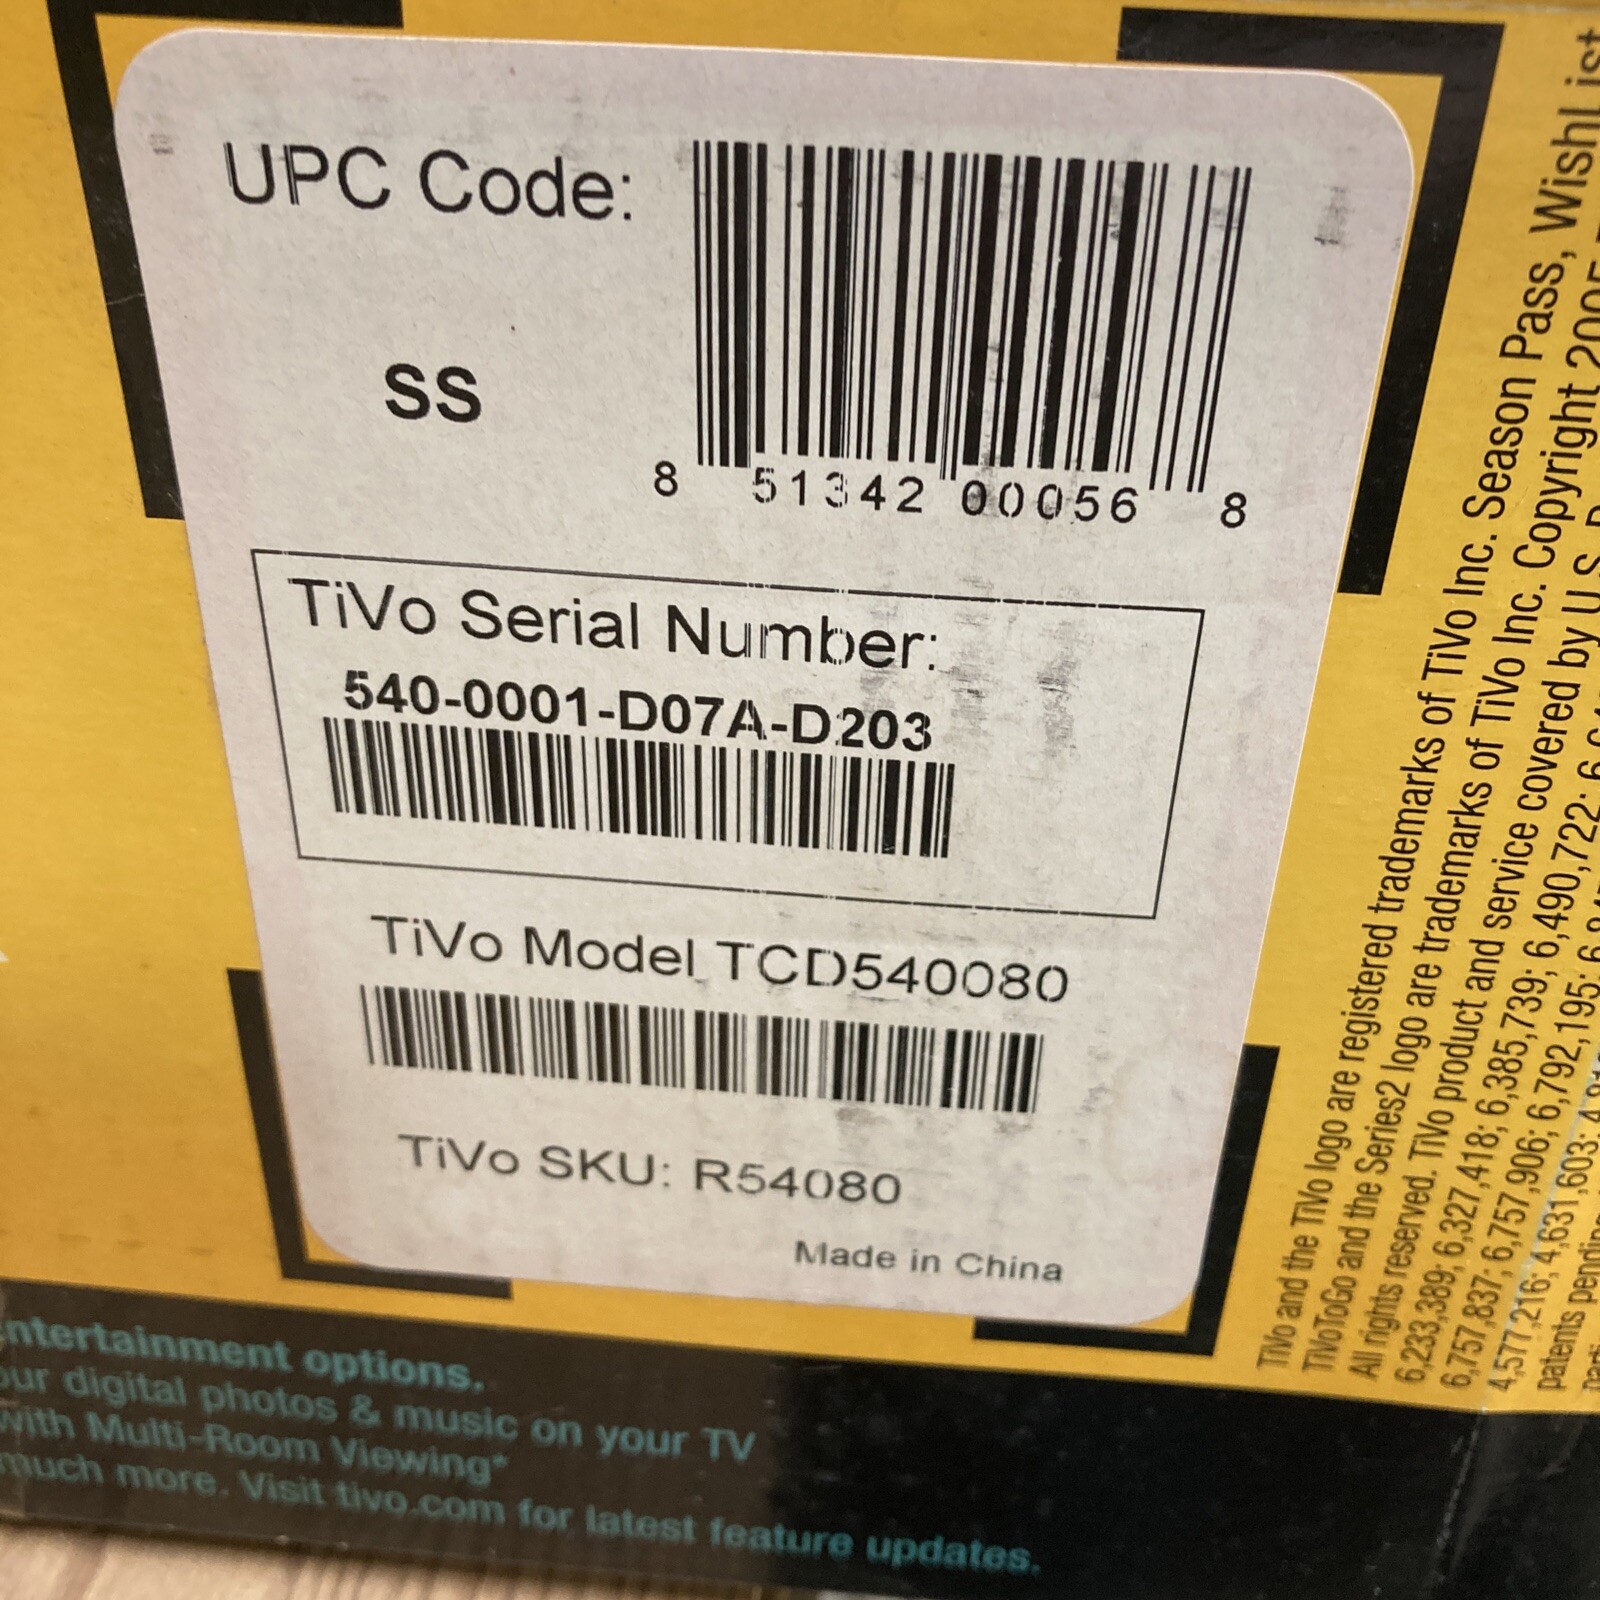 UPC Code:
SS
8 51342 00056 8
TiVo Serial Number:
540-0001-D07A-D203
TiVo Model TCD540080
TiVo SKU: R54080
Made in China
ntertainment options.
our digital photos & music on your TV
with Multi-Room Viewing*
much more. Visit tivo.com for latest feature updates.
TiVo and the TiVo logo are registered trademarks of TiVo Inc. Season Pass, WishList
TiVoToGo and the Series2 logo are trademarks of TiVo Inc. Copyright 2005
All rights reserved. TiVo product and service covered by U.S.
6,233,389; 6,327,418; 6,385,739; 6,490,722;
6,757,837; 6,757,906; 6,792,195;
4,577,216; 4,631,603;
patents pending